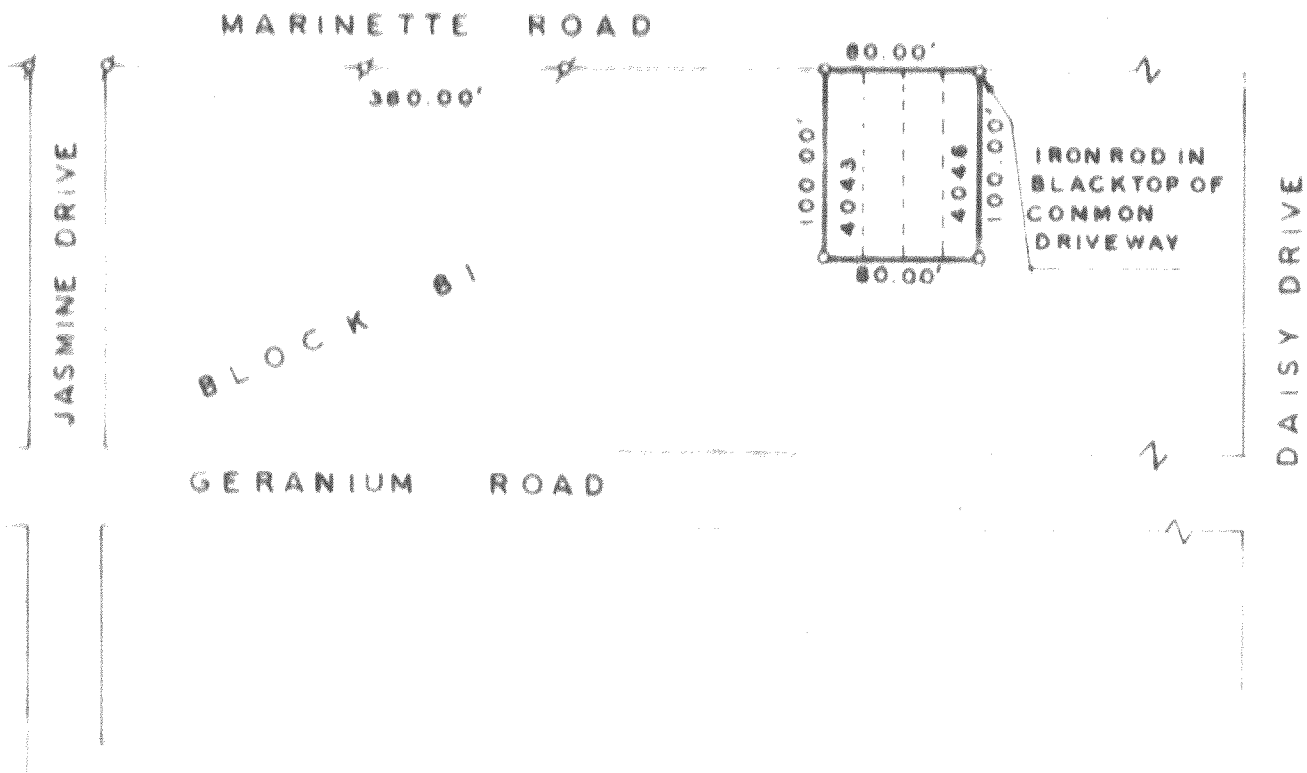 MARINETTE ROAD
80.00'
380.00'
100.00'
4043
4046
100.00'
IRON ROD IN
BLACKTOP OF
CONMON
DRIVEWAY
80.00'
JASMINE DRIVE
DAISY DRIVE
BLOCK 81
GERANIUM ROAD